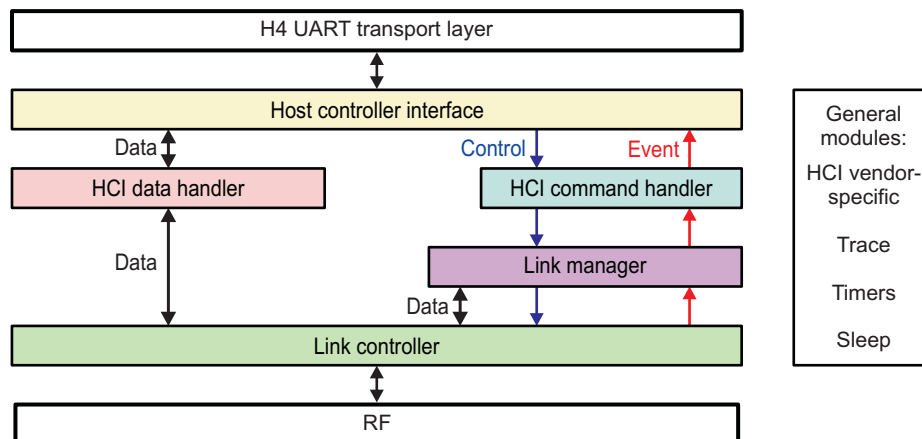 H4 UART transport layer
Host controller interface
Data
Control
Event
HCI data handler
HCI command handler
Data
Link manager
Data
Link controller
RF
General
modules:
HCI vendor-
specific
Trace
Timers
Sleep